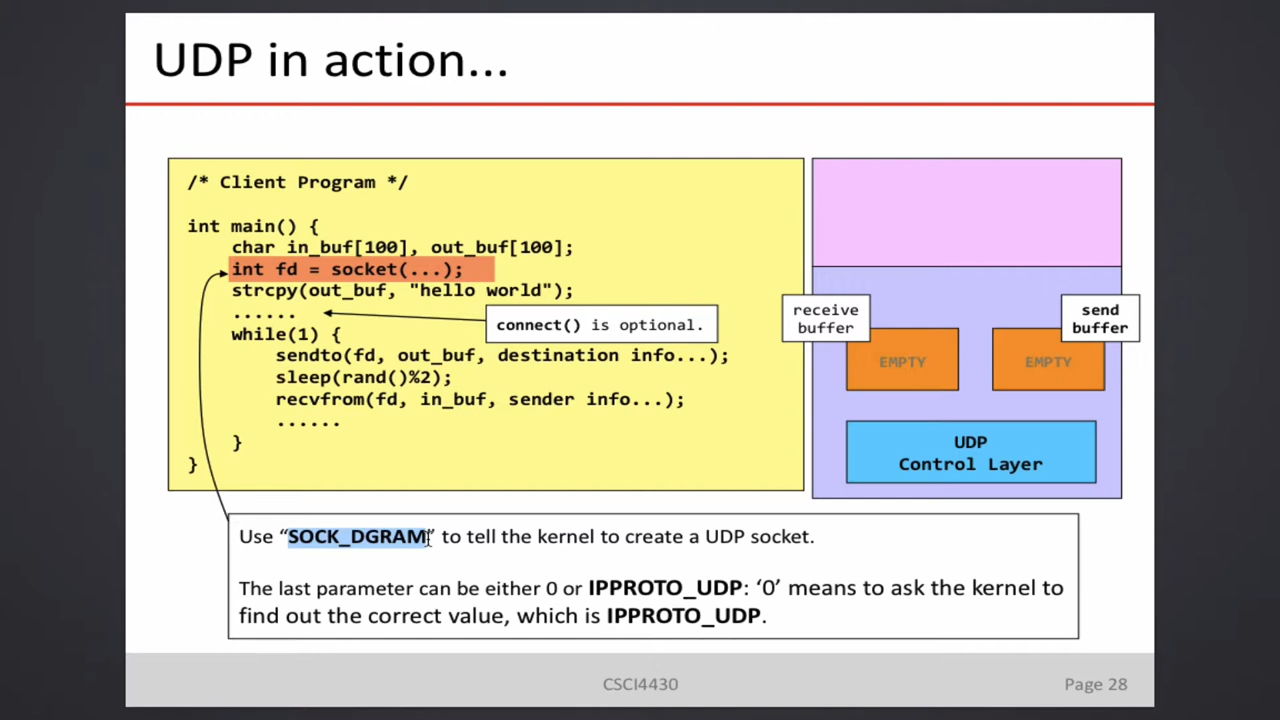 UDP in action...
/* Client Program */
int main() {
char in_buf[100], out_buf[100];
int fd = socket(...);
strcpy(out_buf, "hello world");
......
connect() is optional.
while(1) {
sendto(fd, out_buf, destination info...);
sleep(rand()%2);
recvfrom(fd, in_buf, sender info...);
......
}
}
receive
buffer
send
buffer
EMPTY
EMPTY
UDP
Control Layer
Use “SOCK_DGRAM” to tell the kernel to create a UDP socket.
The last parameter can be either 0 or IPPROTO_UDP: ‘0’ means to ask the kernel to
find out the correct value, which is IPPROTO_UDP.
CSCI4430
Page 28